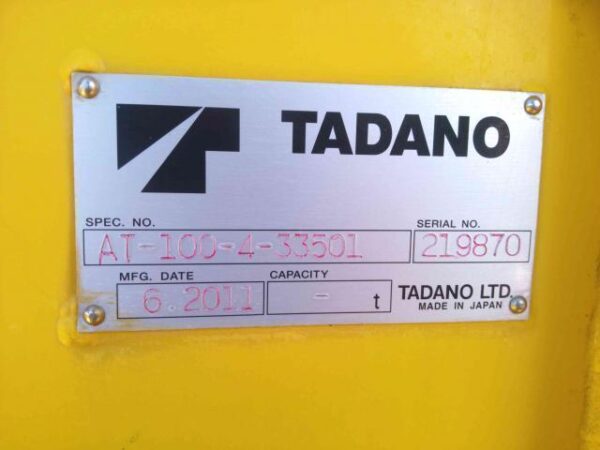 TADANO
SPEC. NO.
AT-100-4-33501
SERIAL NO.
219870
MFG. DATE
6.2011
CAPACITY
- t
TADANO LTD.
MADE IN JAPAN